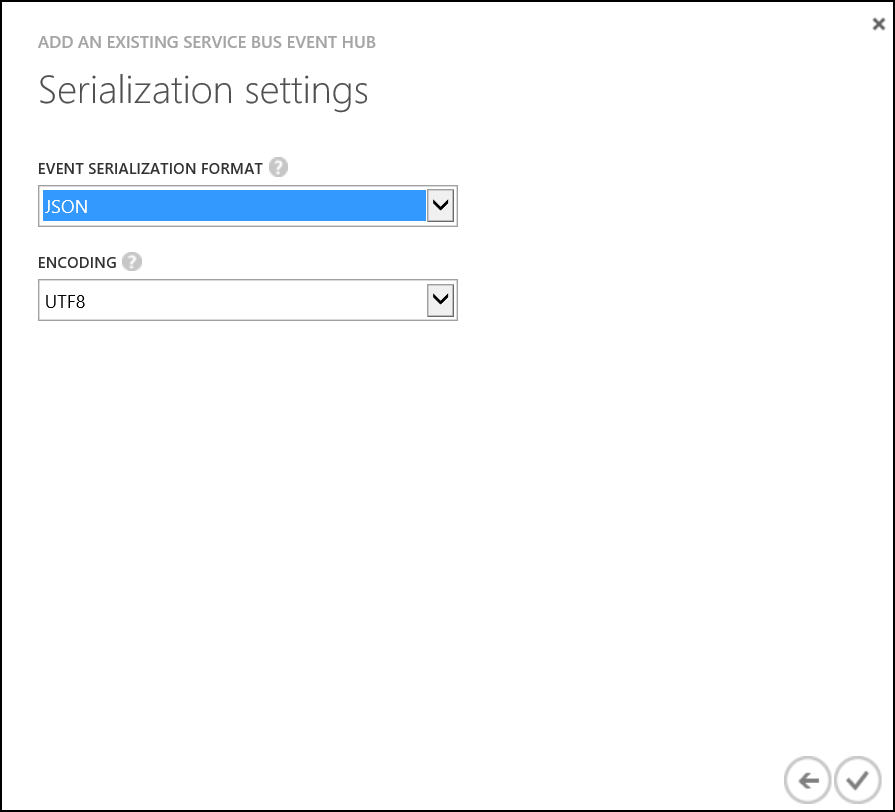 ADD AN EXISTING SERVICE BUS EVENT HUB
Serialization settings
EVENT SERIALIZATION FORMAT ?
JSON
ENCODING ?
UTF8